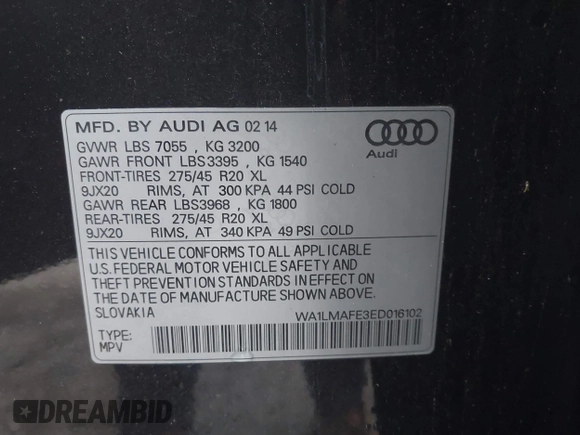 MFD. BY AUDI AG 02 14
GVWR LBS 7055 , KG 3200
GAWR FRONT LBS3395 , KG 1540
FRONT-TIRES 275/45 R20 XL
9JX20 RIMS, AT 300 KPA 44 PSI COLD
GAWR REAR LBS3968 , KG 1800
REAR-TIRES 275/45 R20 XL
9JX20 RIMS, AT 340 KPA 49 PSI COLD
Audi
THIS VEHICLE CONFORMS TO ALL APPLICABLE
U.S. FEDERAL MOTOR VEHICLE SAFETY AND
THEFT PREVENTION STANDARDS IN EFFECT ON
THE DATE OF MANUFACTURE SHOWN ABOVE.
SLOVAKIA WA1LMAFE3ED016102
TYPE:
MPV
DREAMBID